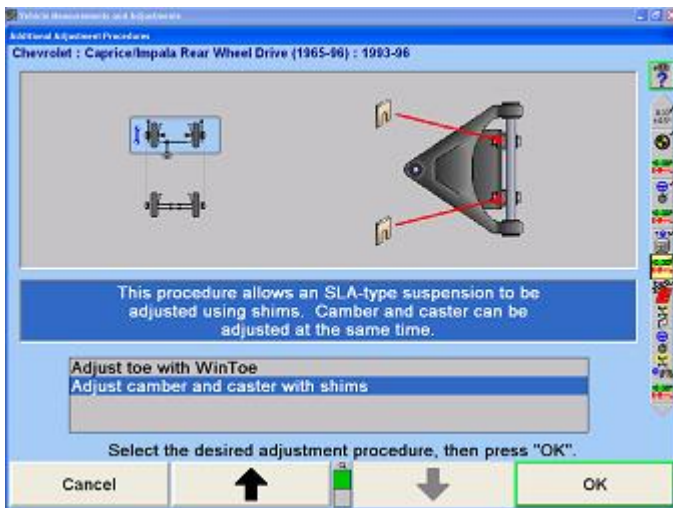 Vehicle Measurements and Adjustments
Additional Adjustment Procedures
Chevrolet : Caprice/Impala Rear Wheel Drive (1965-96) : 1993-96
This procedure allows an SLA-type suspension to be
adjusted using shims. Camber and caster can be
adjusted at the same time.
Adjust toe with WinToe
Adjust camber and caster with shims
Select the desired adjustment procedure, then press "OK".
Cancel
OK